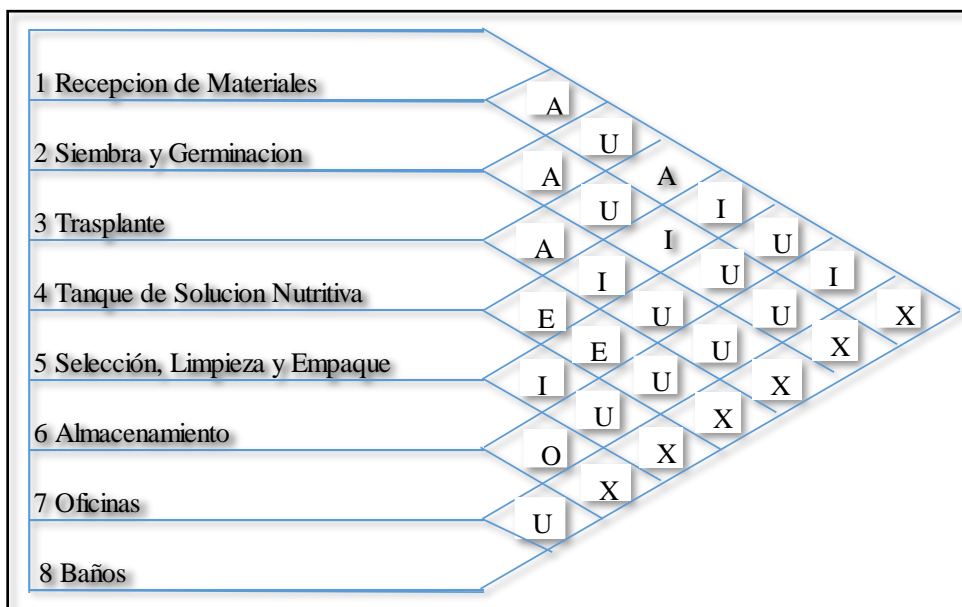 1 Recepcion de Materiales
A
U
2 Siembra y Germinacion
A
A
I
U
3 Trasplante
U
I
U
A
I
U
I
4 Tanque de Solucion Nutritiva
E
U
U
X
E
U
X
5 Selección, Limpieza y Empaque
I
U
X
U
X
6 Almacenamiento
O
X
X
7 Oficinas
U
8 Baños